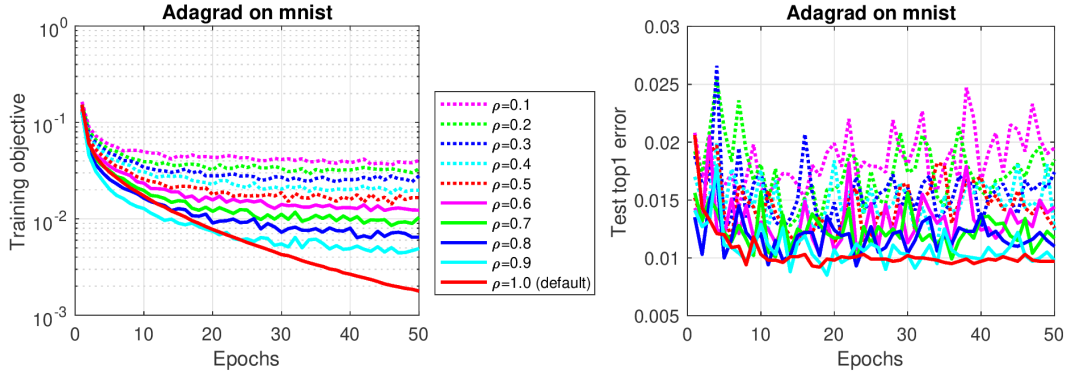 Adagrad on mnist
10^0
10^-1
10^-2
10^-3
Training objective
0 10 20 30 40 50
Epochs
ρ=0.1
ρ=0.2
ρ=0.3
ρ=0.4
ρ=0.5
ρ=0.6
ρ=0.7
ρ=0.8
ρ=0.9
ρ=1.0 (default)
Adagrad on mnist
0.03
0.025
0.02
0.015
0.01
0.005
Test top1 error
0 10 20 30 40 50
Epochs